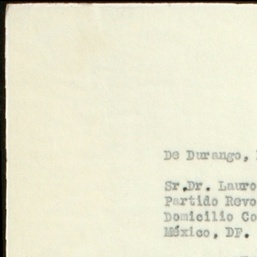 De Durango,
Sr.Dr. Lauro
Partido Revo
Domicilio Co
México, DF.